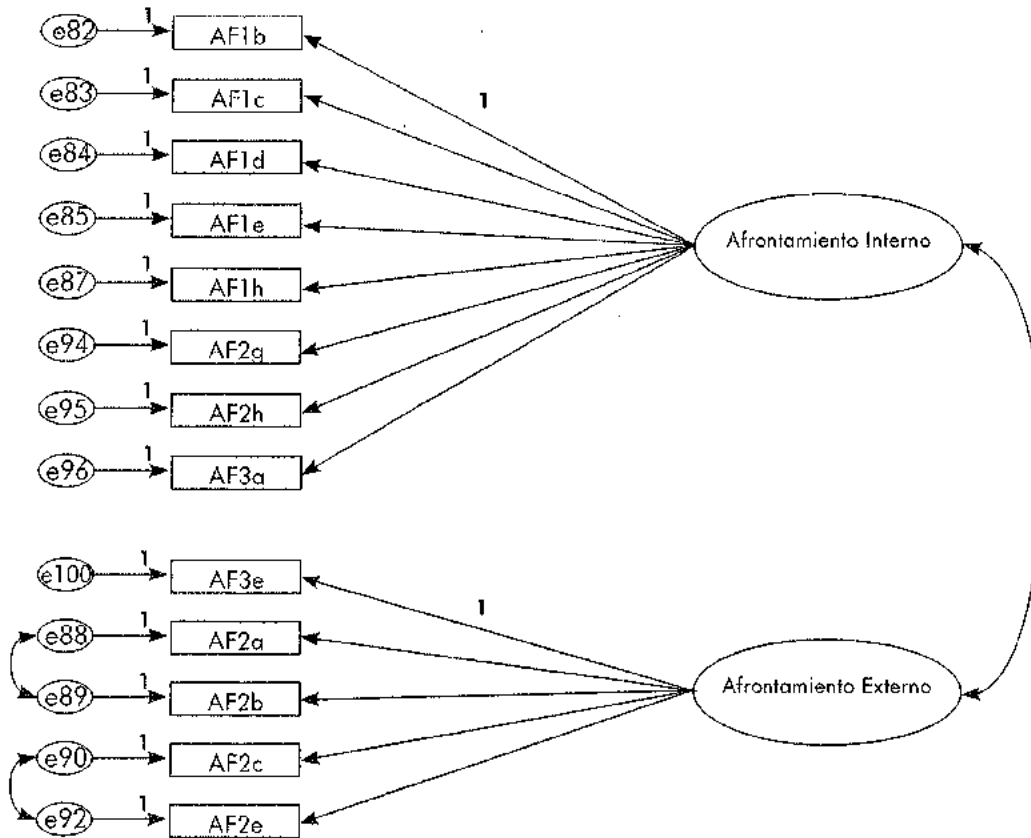 1
e82 AF1b
1
e83 AF1c
1
1
e84 AF1d
1
e85 AF1e
Afrontamiento Interno
1
e87 AF1h
1
e94 AF2g
1
e95 AF2h
1
e96 AF3a
1
e100 AF3e
1
1
e88 AF2a
1
e89 AF2b
Afrontamiento Externo
1
e90 AF2c
1
e92 AF2e